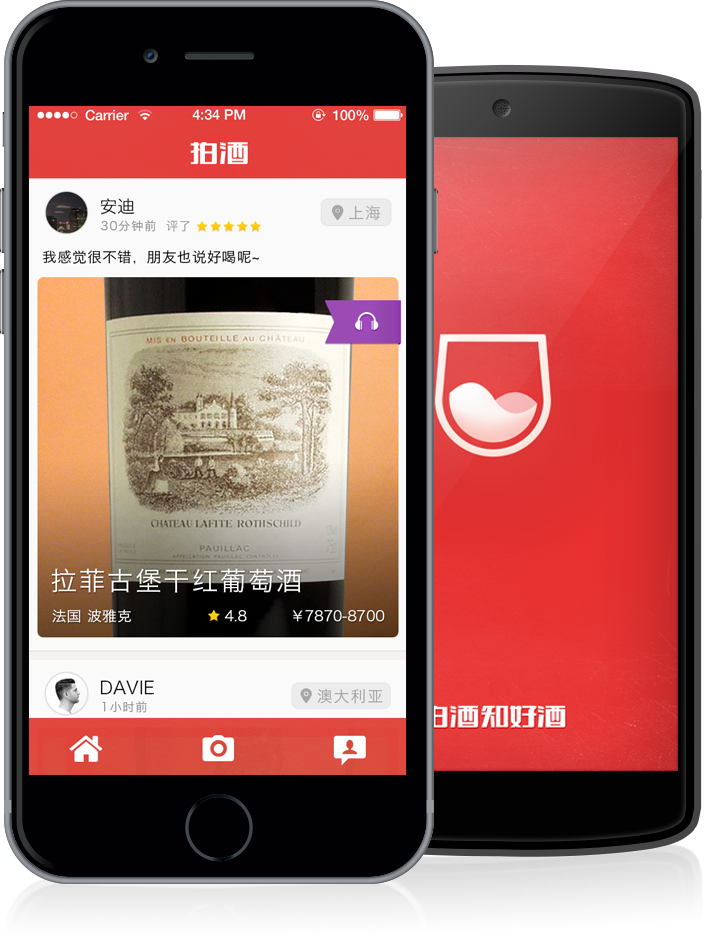 Carrier 4:34 PM 100%
拍酒
安迪
30分钟前 评了
上海
我感觉很不错，朋友也说好喝呢~
MIS EN BOUTEILLE AU CHÂTEAU
CHATEAU LAFITE ROTHSCHILD
PAUILLAC
APPELLATION PAUILLAC CONTRÔLÉE
拉菲古堡干红葡萄酒
法国 波雅克 4.8 ￥7870-8700
DAVIE
1小时前
澳大利亚
拍酒知好酒